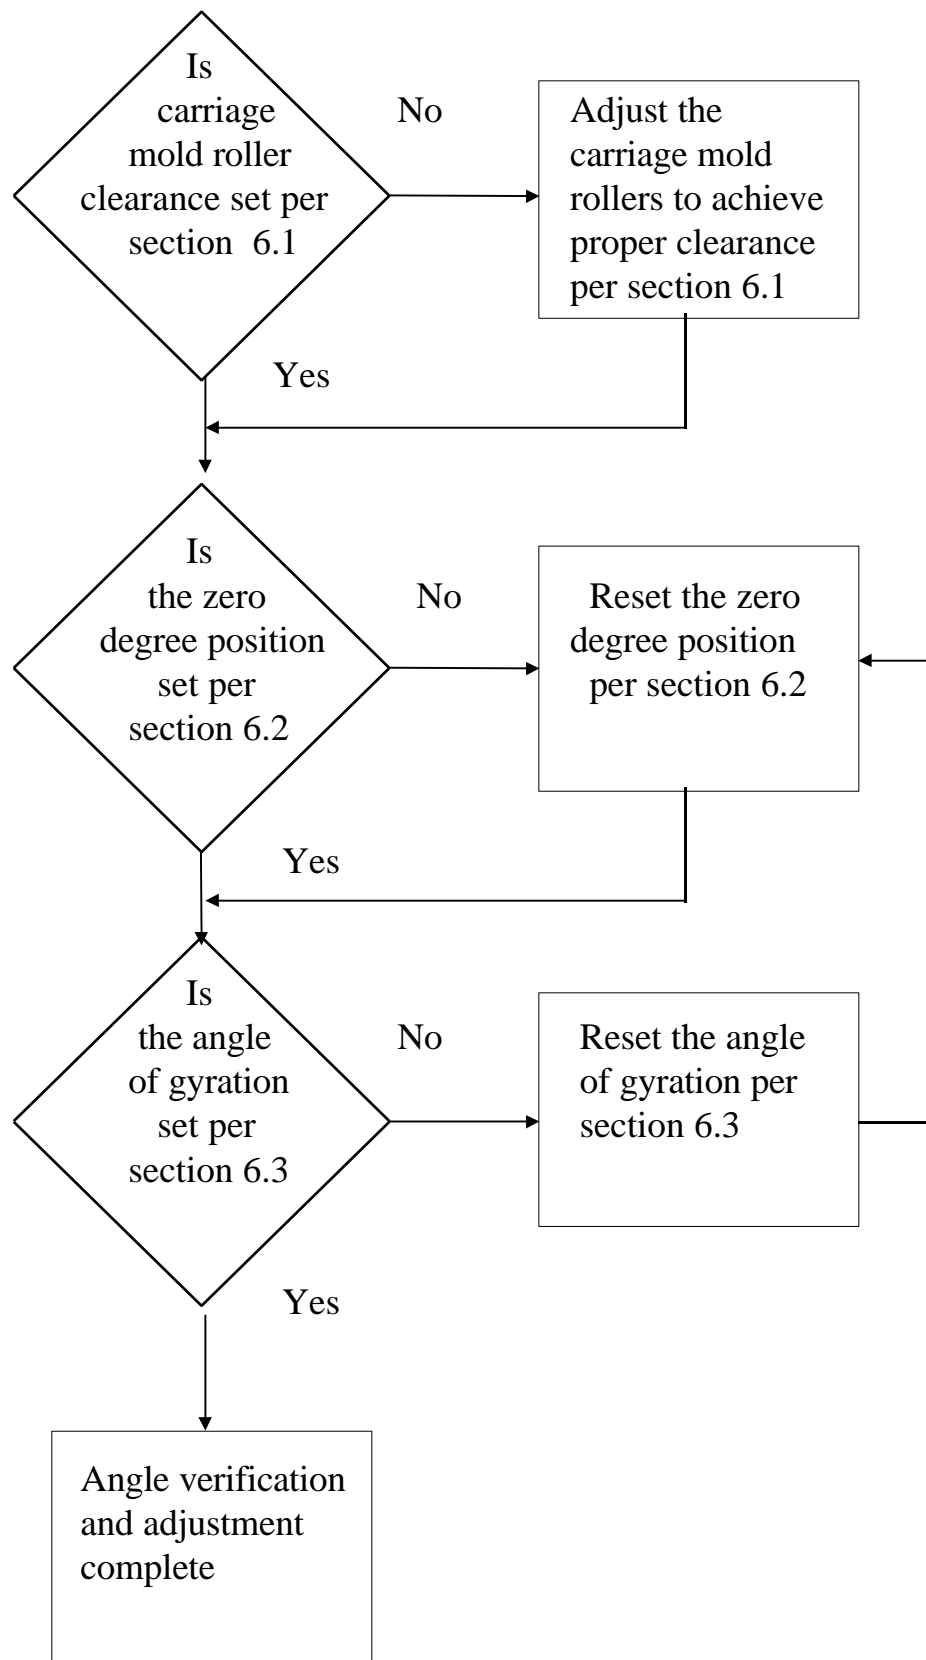 Is
carriage
mold roller
clearance set per
section 6.1
No
Adjust the
carriage mold
rollers to achieve
proper clearance
per section 6.1
Yes
Is
the zero
degree position
set per
section 6.2
No
Reset the zero
degree position
per section 6.2
Yes
Is
the angle
of gyration
set per
section 6.3
No
Reset the angle
of gyration per
section 6.3
Yes
Angle verification
and adjustment
complete